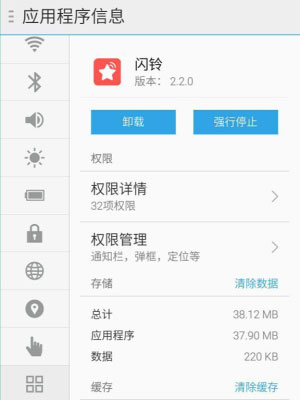 应用程序信息
闪铃
版本： 2.2.0
卸载
强行停止
权限
权限详情
32项权限
权限管理
通知栏，弹框，定位等
存储
清除数据
总计
38.12 MB
应用程序
37.90 MB
数据
220 KB
缓存
清除缓存